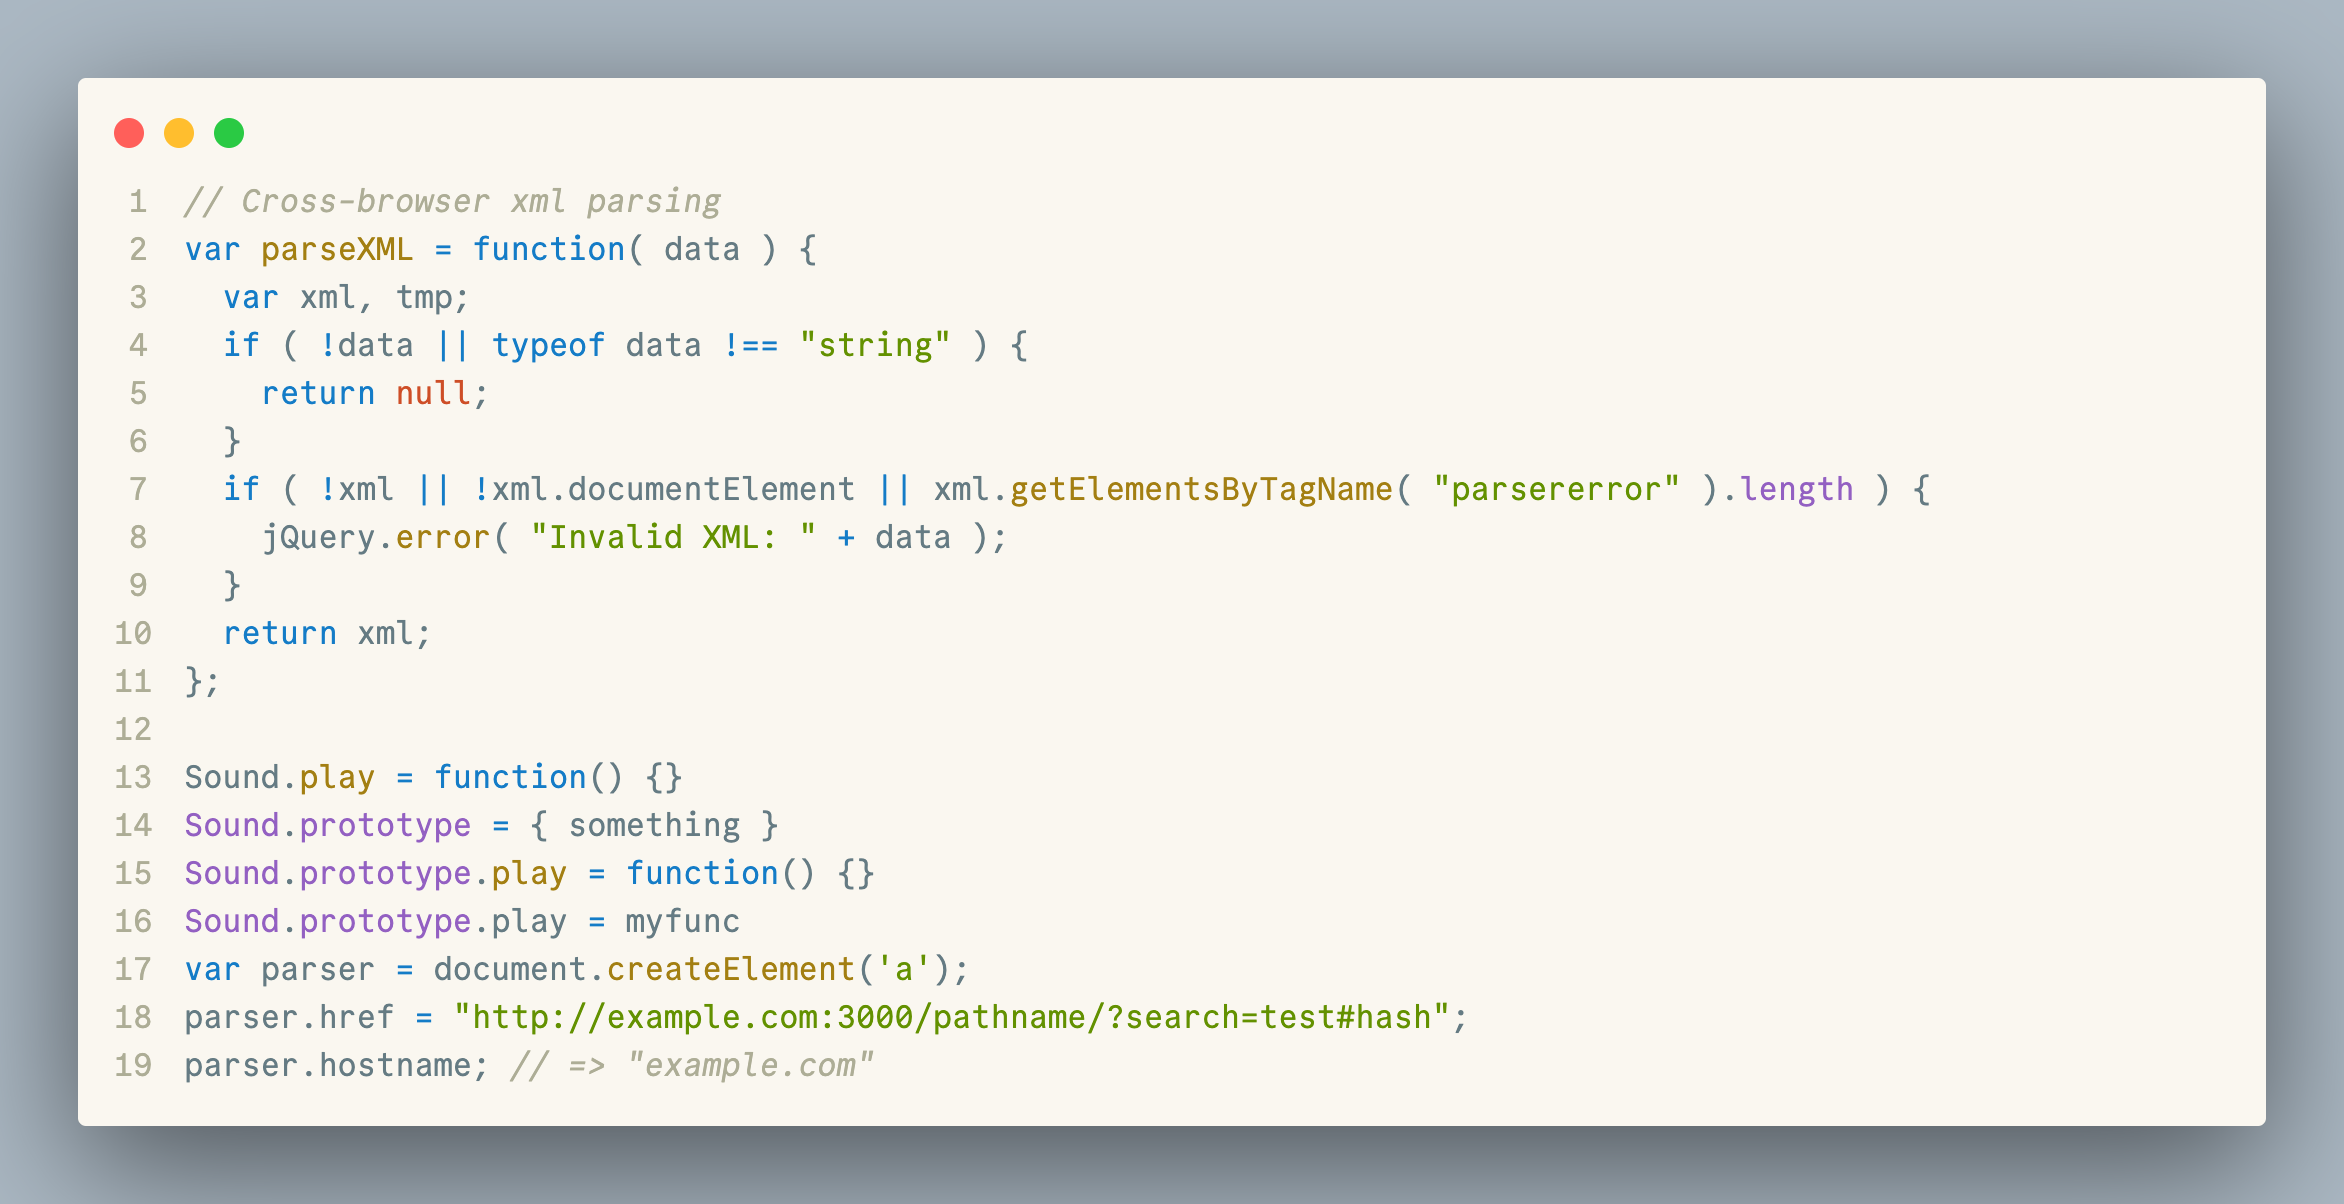 1 // Cross-browser xml parsing
2 var parseXML = function( data ) {
3   var xml, tmp;
4   if ( !data || typeof data !== "string" ) {
5     return null;
6   }
7   if ( !xml || !xml.documentElement || xml.getElementsByTagName( "parsererror" ).length ) {
8     jQuery.error( "Invalid XML: " + data );
9   }
10   return xml;
11 };
12
13 Sound.play = function() {}
14 Sound.prototype = { something }
15 Sound.prototype.play = function() {}
16 Sound.prototype.play = myfunc
17 var parser = document.createElement('a');
18 parser.href = "http://example.com:3000/pathname/?search=test#hash";
19 parser.hostname; // => "example.com"